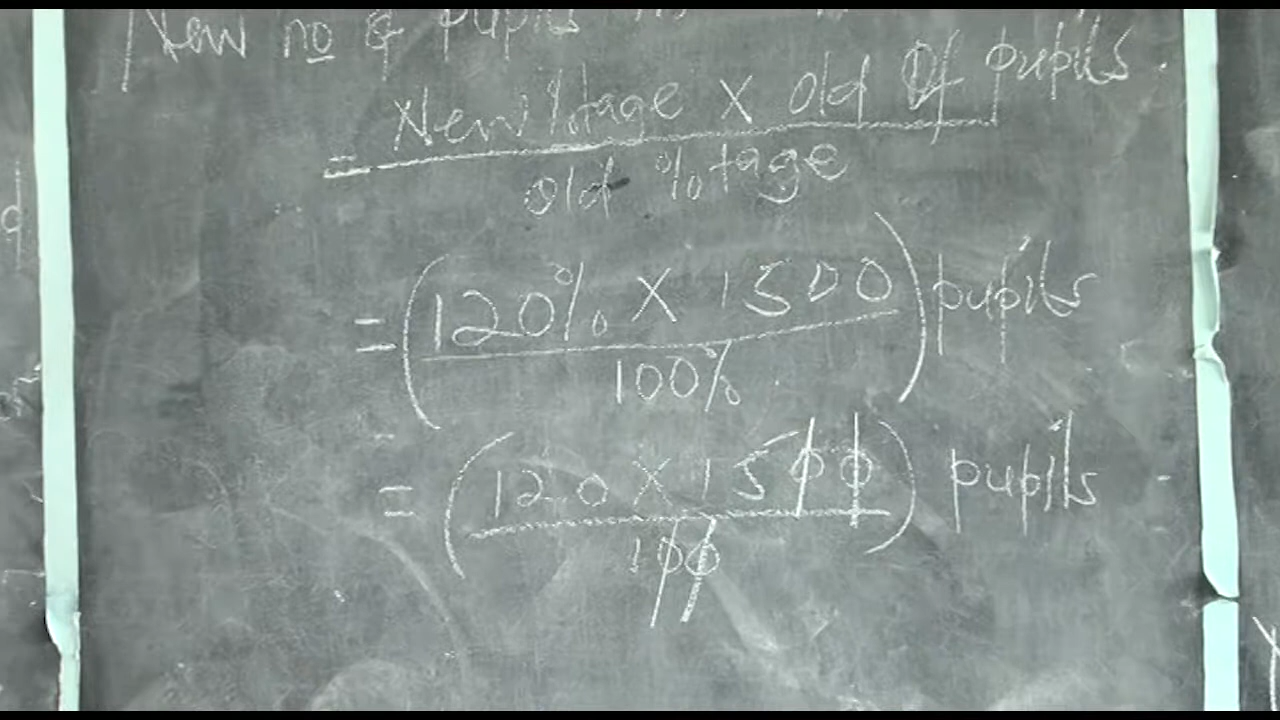 New no of pupils
New %tage X old of pupils.
=
old %tage
= (120% X 1500) pupils
100%
= (120 X 1500) pupils
100